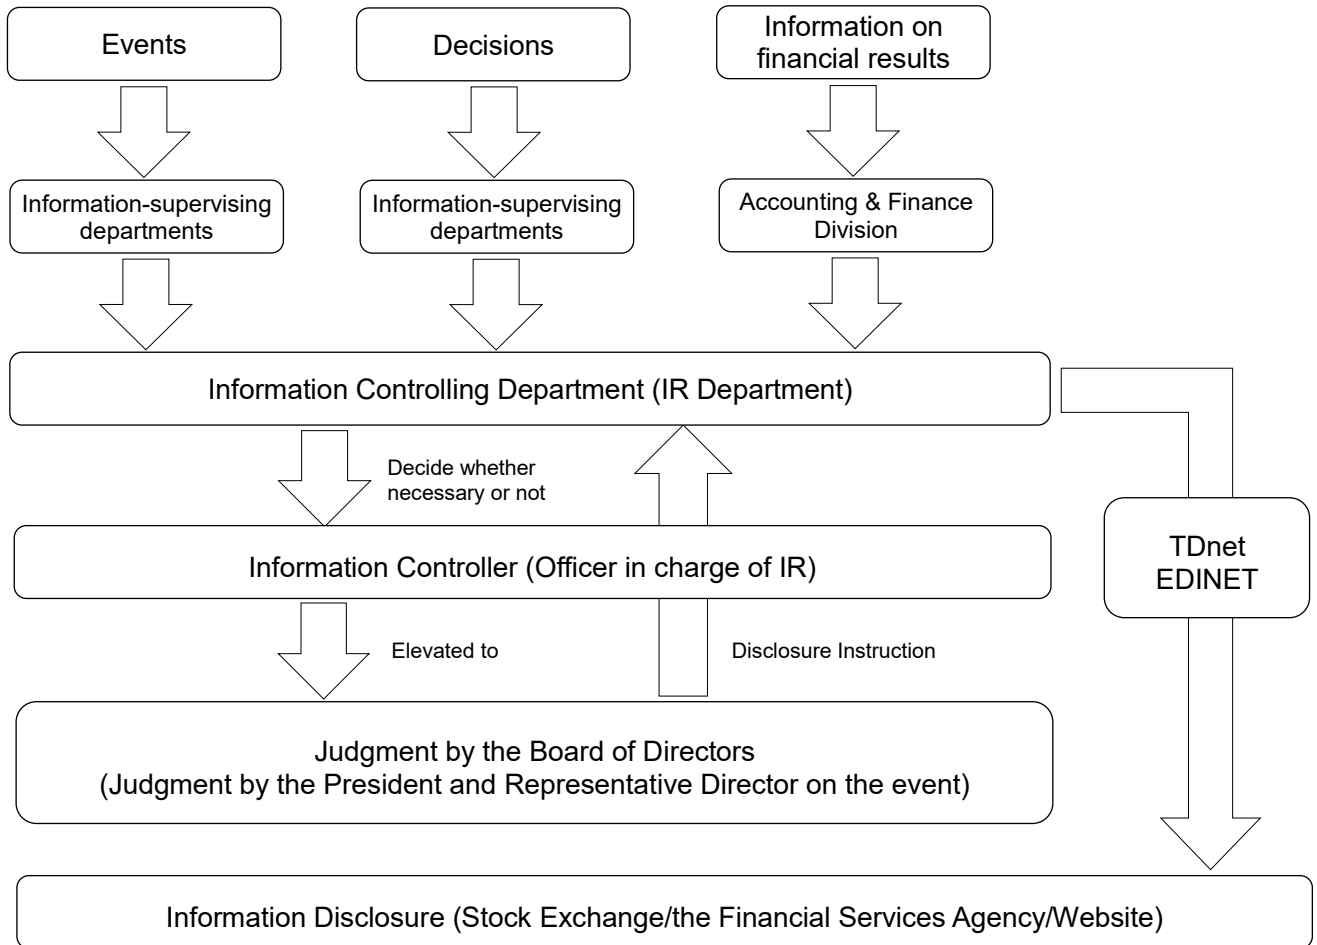 Events
Decisions
Information on
financial results
Information-supervising
departments
Information-supervising
departments
Accounting & Finance
Division
Information Controlling Department (IR Department)
Decide whether
necessary or not
Information Controller (Officer in charge of IR)
TDnet
EDINET
Elevated to
Disclosure Instruction
Judgment by the Board of Directors
(Judgment by the President and Representative Director on the event)
Information Disclosure (Stock Exchange/the Financial Services Agency/Website)